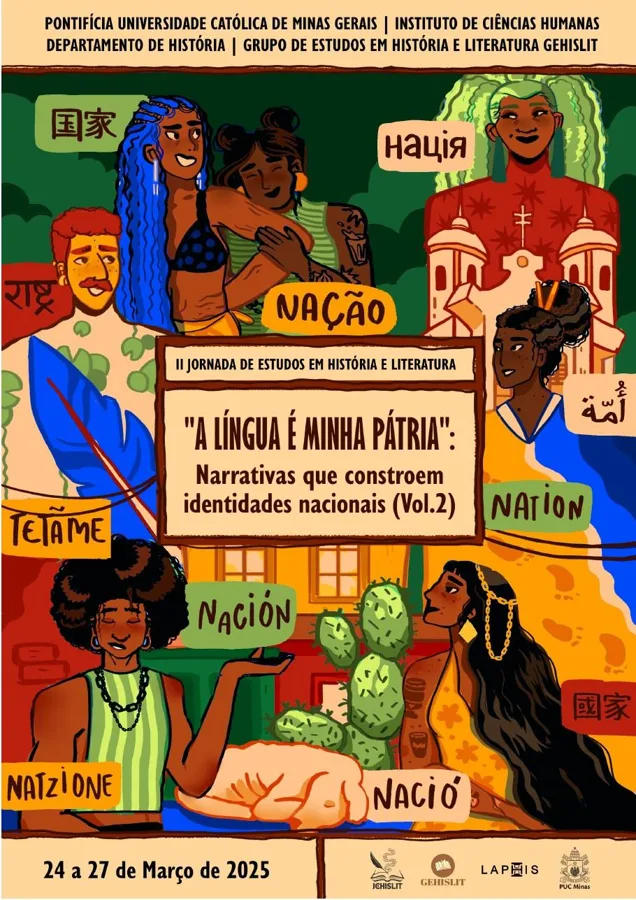 PONTIFÍCIA UNIVERSIDADE CATÓLICA DE MINAS GERAIS | INSTITUTO DE CIÊNCIAS HUMANAS
DEPARTAMENTO DE HISTÓRIA | GRUPO DE ESTUDOS EM HISTÓRIA E LITERATURA GEHISLIT
国家
нація
राष्ट्र
NAÇÃO
II JORNADA DE ESTUDOS EM HISTÓRIA E LITERATURA
أُمّة
"A LÍNGUA É MINHA PÁTRIA":
Narrativas que constroem
identidades nacionais (Vol.2)
NATION
TETÃME
NACIÓN
國家
NATZIONE
NACIÓ
24 a 27 de Março de 2025
JEHISLIT
GEHISLIT
LAPHIS
PUC Minas